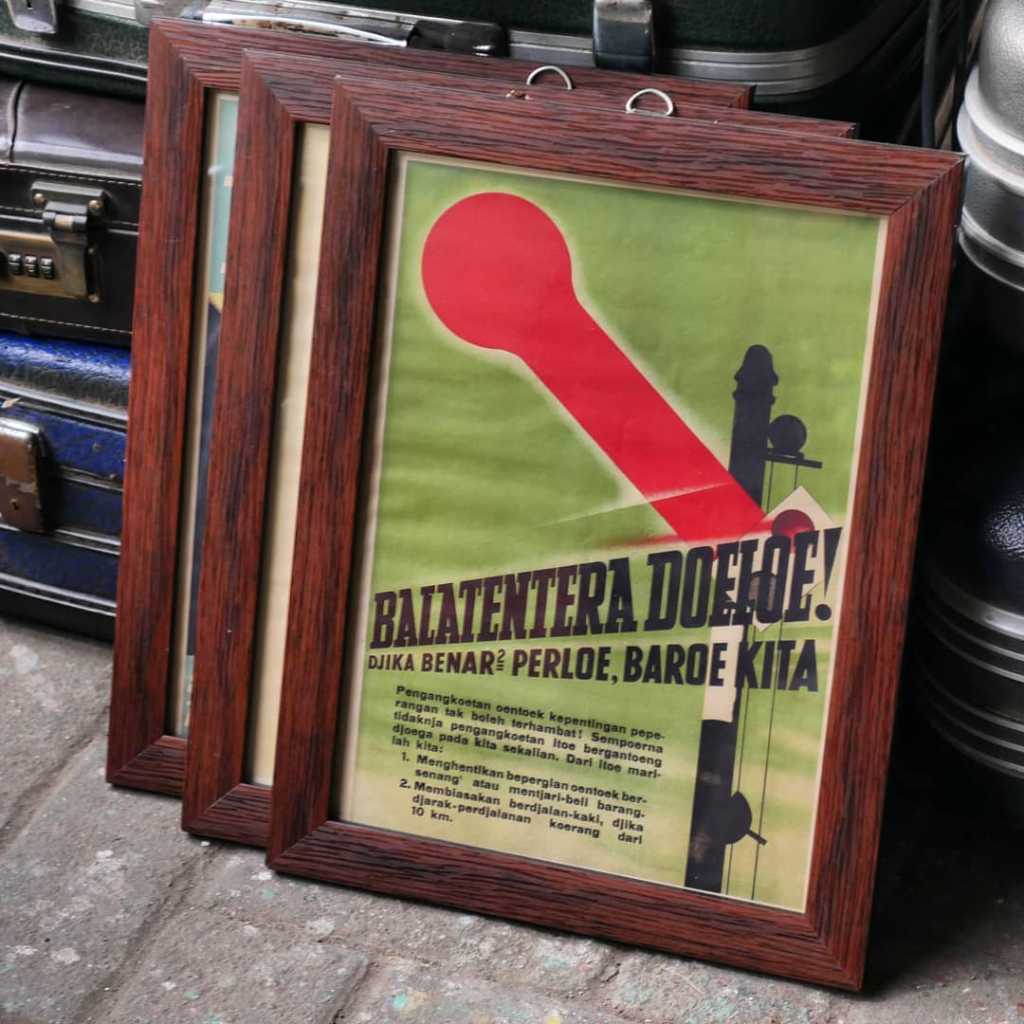 BALATENTERA DOELOE!
DJIKA BENAR² PERLOE, BAROE KITA
Pengangkoetan oentoek kepentingan pepe-
rangan tak boleh terhambat! Sempoerna
tidaknja pengangkoetan itoe bergantoeng
djoega pada kita sekalian. Dari itoe mari-
lah kita:
1. Menghentikan bepergian oentoek ber-
senang² atau mentjari-beli barang.
2. Membiasakan berdjalan-kaki, djika
djarak-perdjalanan koerang dari
10 km.